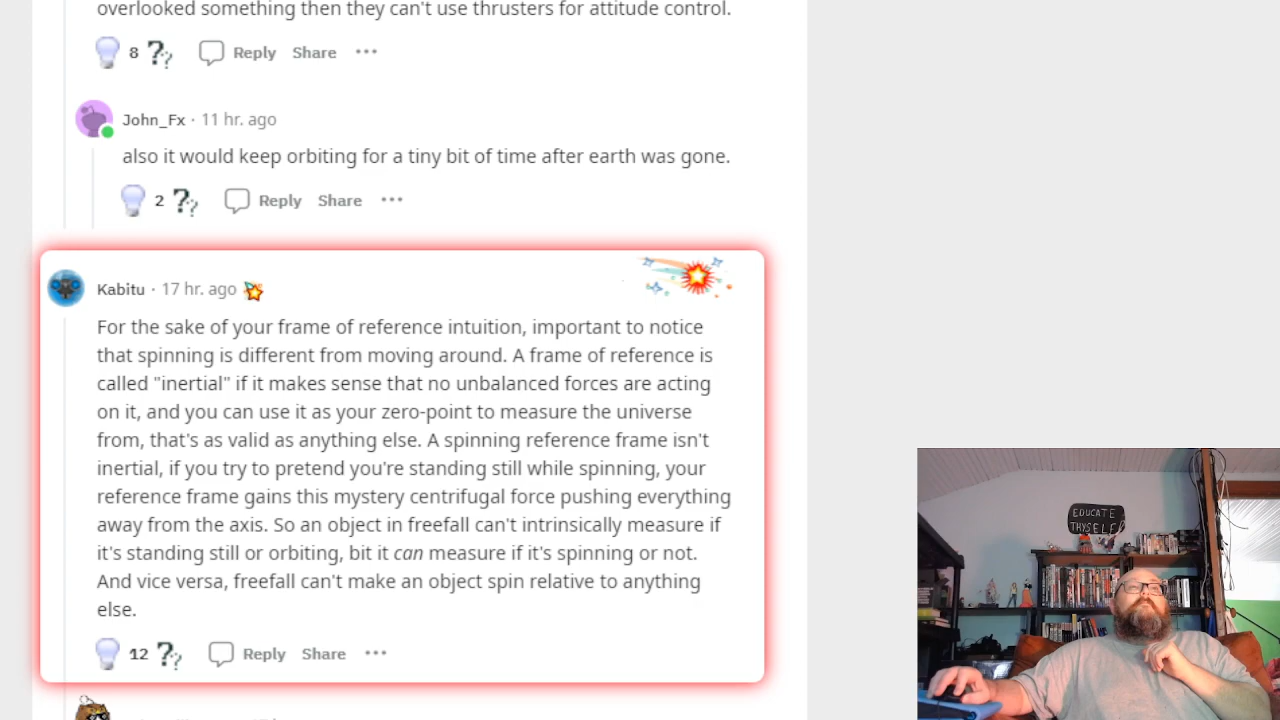 overlooked something then they can't use thrusters for attitude control.
8 Reply Share
John_Fx · 11 hr. ago
also it would keep orbiting for a tiny bit of time after earth was gone.
2 Reply Share
Kabitu · 17 hr. ago
For the sake of your frame of reference intuition, important to notice
that spinning is different from moving around. A frame of reference is
called "inertial" if it makes sense that no unbalanced forces are acting
on it, and you can use it as your zero-point to measure the universe
from, that's as valid as anything else. A spinning reference frame isn't
inertial, if you try to pretend you're standing still while spinning, your
reference frame gains this mystery centrifugal force pushing everything
away from the axis. So an object in freefall can't intrinsically measure if
it's standing still or orbiting, bit it can measure if it's spinning or not.
And vice versa, freefall can't make an object spin relative to anything
else.
12 Reply Share
EDUCATE
THYSELF